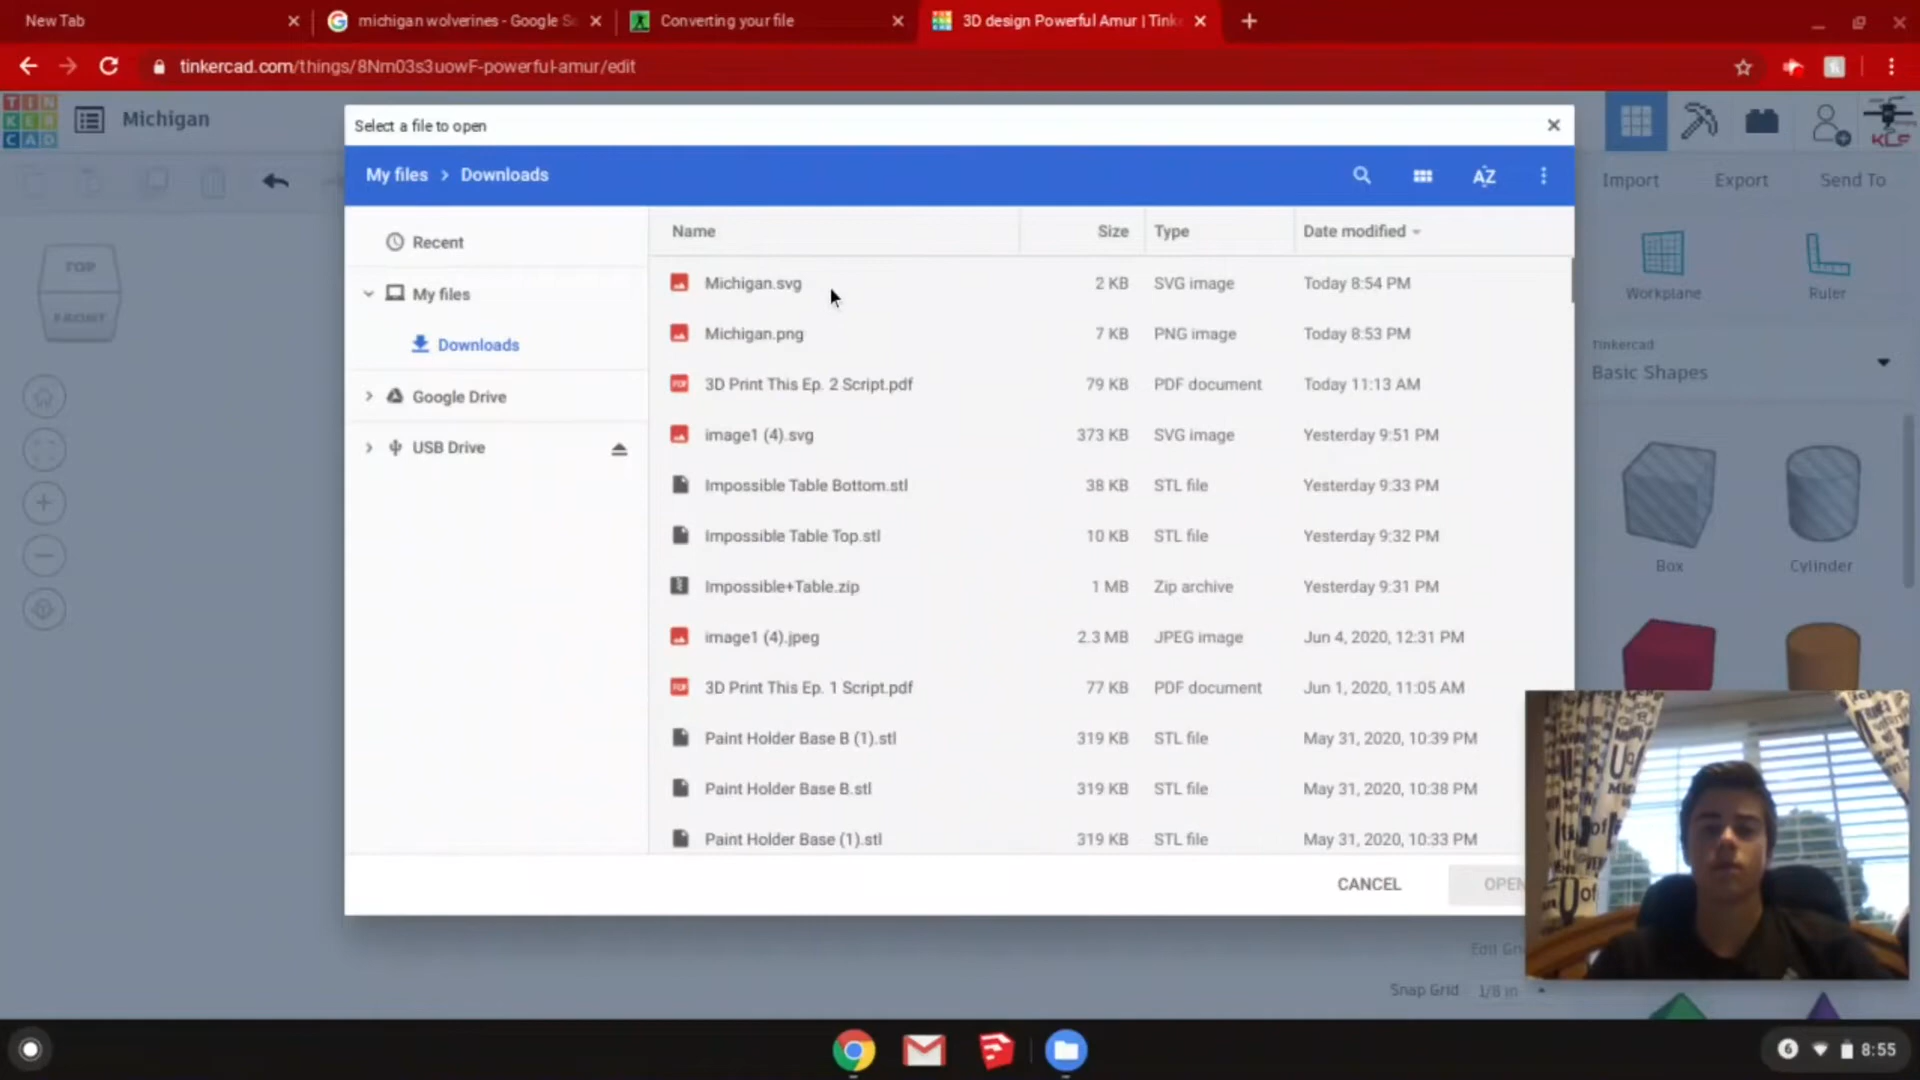 New Tab
michigan wolverines - Google S
Converting your file
3D design Powerful Amur | Tink
tinkercad.com/things/8Nm03s3uowF-powerful-amur/edit
TIN
KER
CAD
Michigan
KLF
Select a file to open
My files > Downloads
AZ
Import
Export
Send To
Recent
Name
Size
Type
Date modified
TOP
FRONT
My files
Downloads
Google Drive
USB Drive
Michigan.svg 2 KB SVG image Today 8:54 PM
Michigan.png 7 KB PNG image Today 8:53 PM
3D Print This Ep. 2 Script.pdf 79 KB PDF document Today 11:13 AM
image1 (4).svg 373 KB SVG image Yesterday 9:51 PM
Impossible Table Bottom.stl 38 KB STL file Yesterday 9:33 PM
Impossible Table Top.stl 10 KB STL file Yesterday 9:32 PM
Impossible+Table.zip 1 MB Zip archive Yesterday 9:31 PM
image1 (4).jpeg 2.3 MB JPEG image Jun 4, 2020, 12:31 PM
3D Print This Ep. 1 Script.pdf 77 KB PDF document Jun 1, 2020, 11:05 AM
Paint Holder Base B (1).stl 319 KB STL file May 31, 2020, 10:39 PM
Paint Holder Base B.stl 319 KB STL file May 31, 2020, 10:38 PM
Paint Holder Base (1).stl 319 KB STL file May 31, 2020, 10:33 PM
CANCEL
OPEN
Workplane
Ruler
Tinkercad
Basic Shapes
Box
Cylinder
Snap Grid 1/8 in
6
8:55